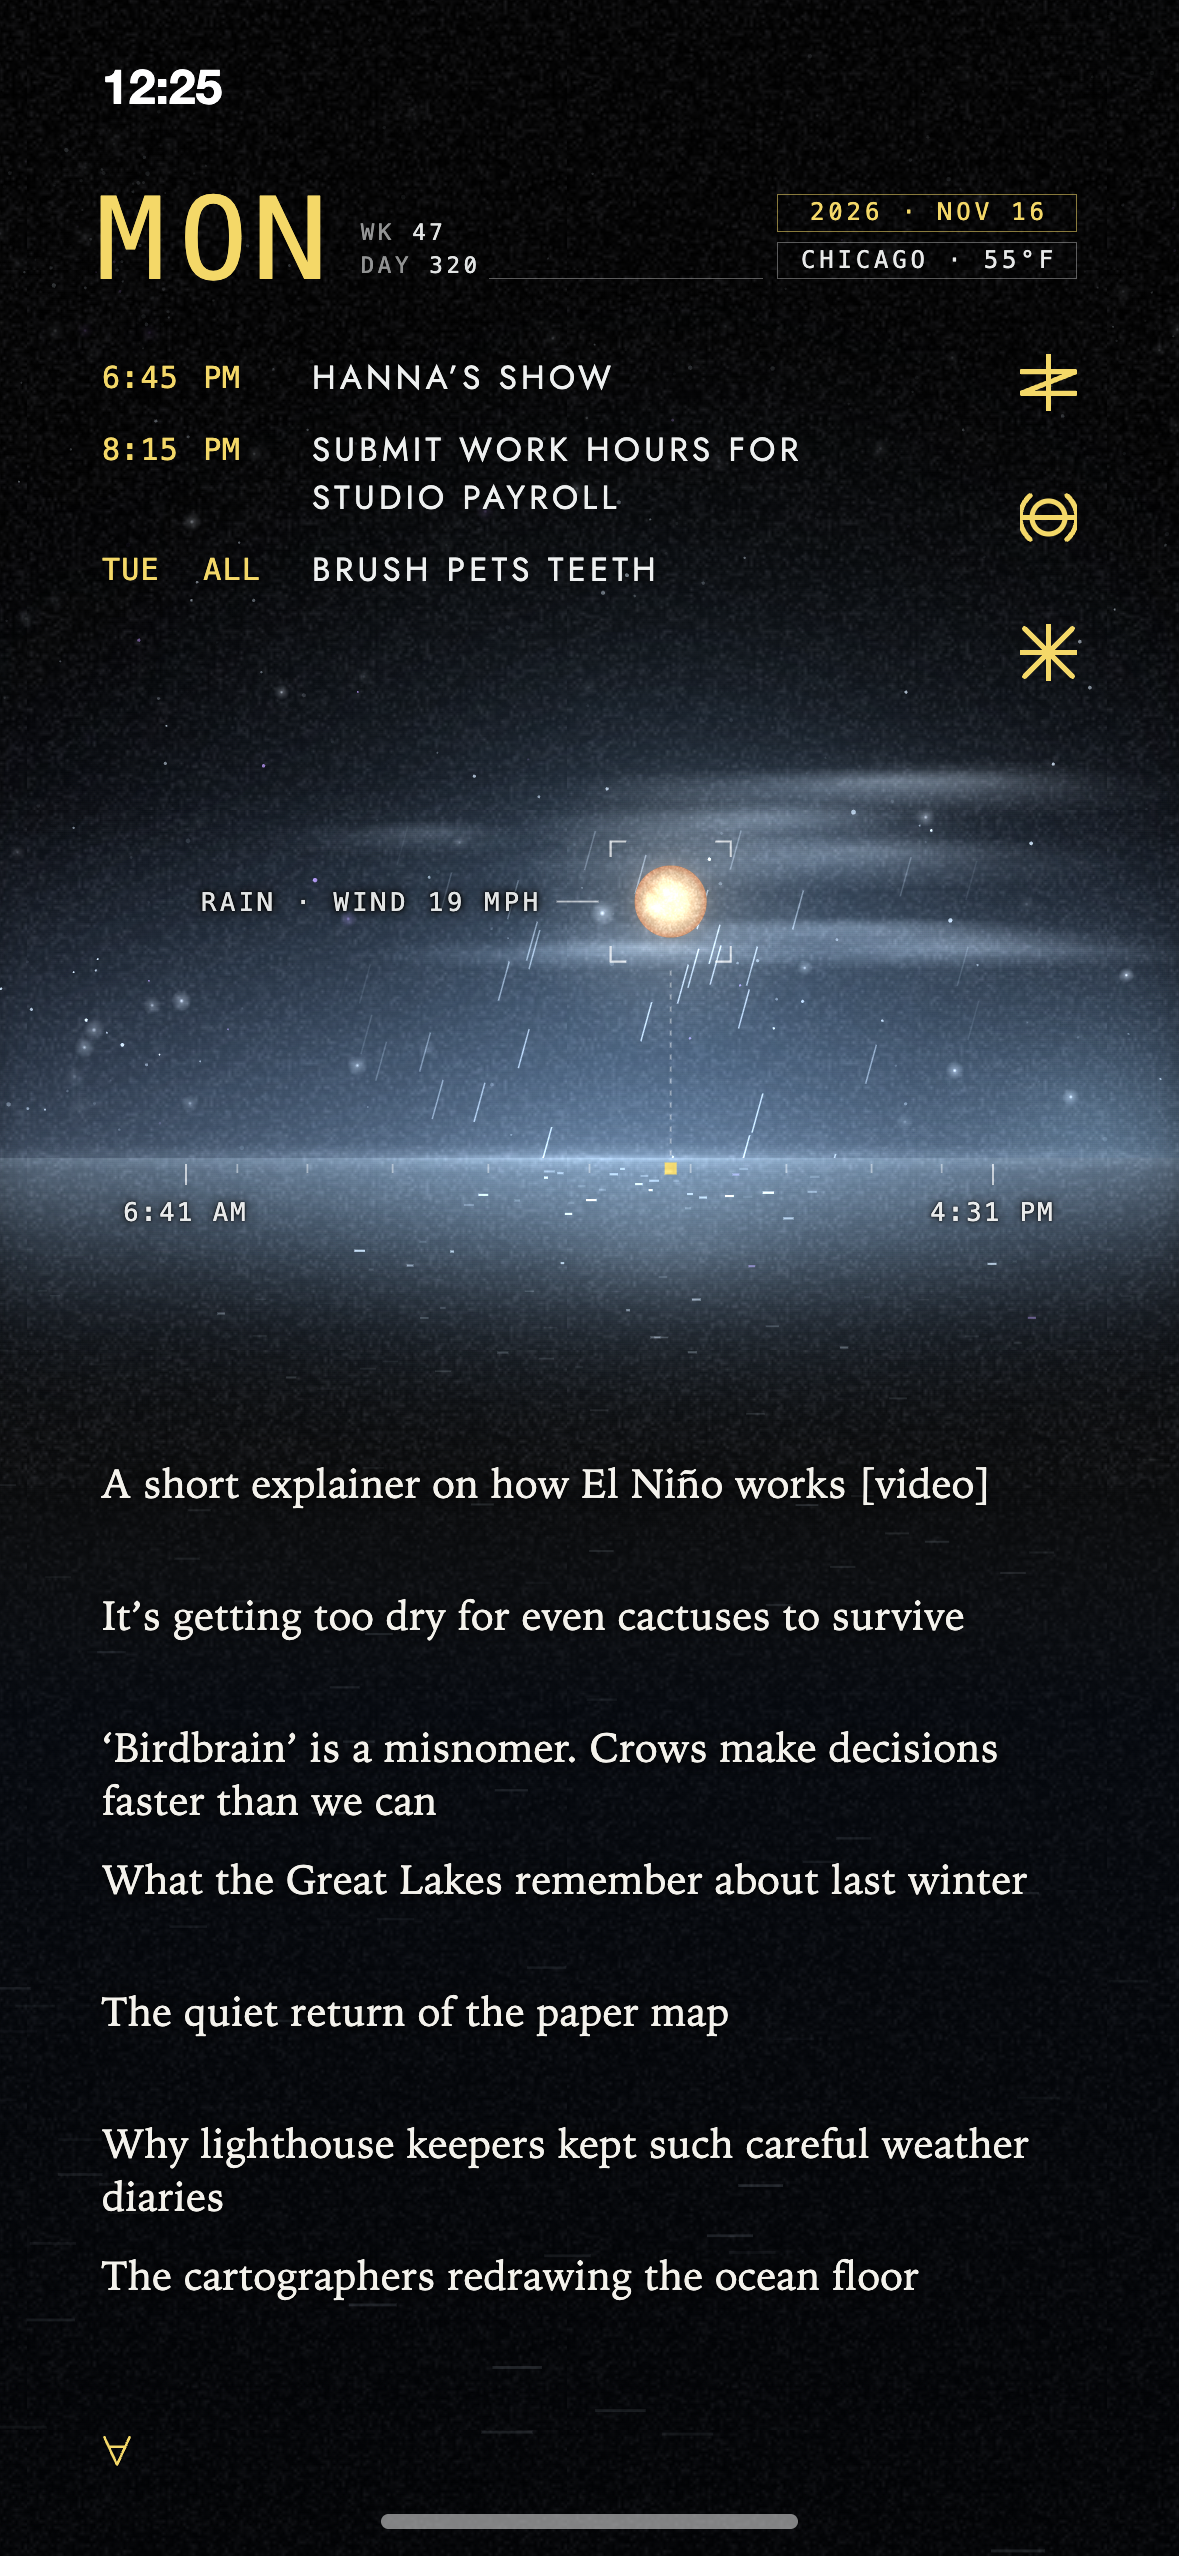 12:25
MON
WK 47
DAY 320
2026 · NOV 16
CHICAGO · 55°F
6:45 PM HANNA’S SHOW
8:15 PM SUBMIT WORK HOURS FOR
STUDIO PAYROLL
TUE ALL BRUSH PETS TEETH
RAIN · WIND 19 MPH
6:41 AM
4:31 PM
A short explainer on how El Niño works [video]
It’s getting too dry for even cactuses to survive
‘Birdbrain’ is a misnomer. Crows make decisions
faster than we can
What the Great Lakes remember about last winter
The quiet return of the paper map
Why lighthouse keepers kept such careful weather
diaries
The cartographers redrawing the ocean floor